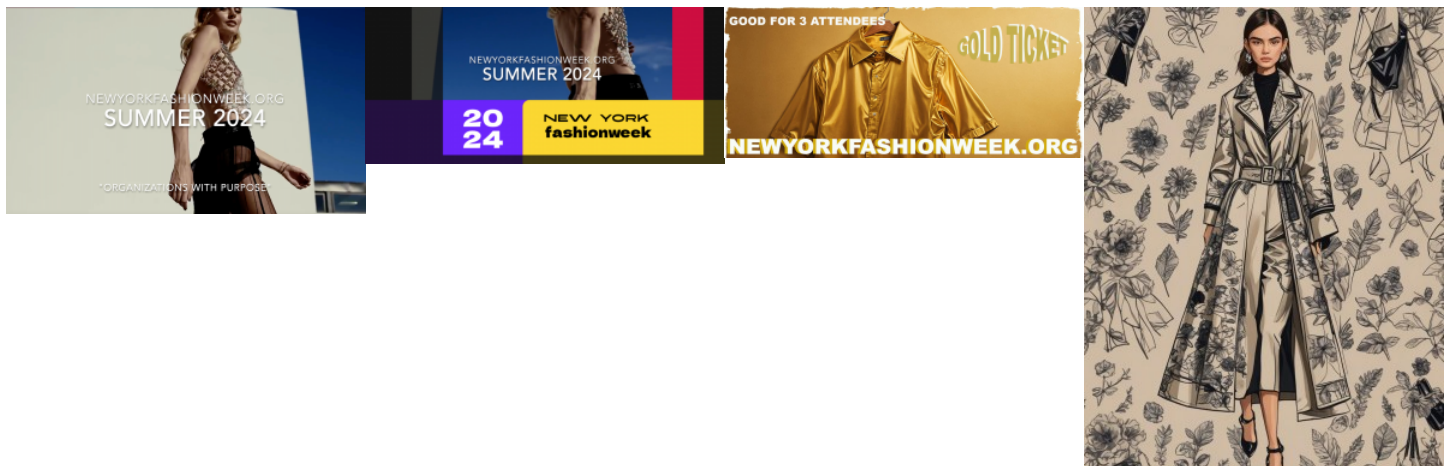 NEWYORKFASHIONWEEK.ORG
SUMMER 2024
"ORGANIZATIONS WITH PURPOSE"
NEWYORKFASHIONWEEK.ORG
SUMMER 2024
20
24
NEW YORK
fashionweek
GOOD FOR 3 ATTENDEES
GOLD TICKET
NEWYORKFASHIONWEEK.ORG